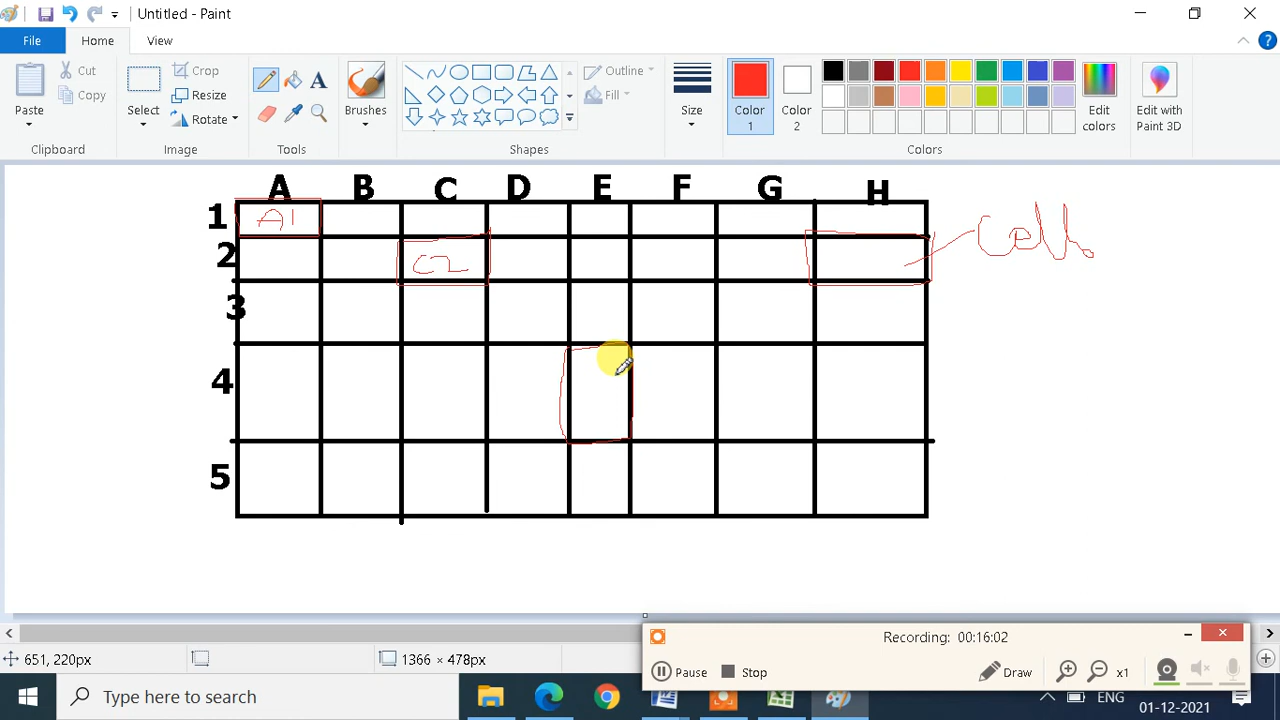 Untitled - Paint
File Home View
Paste
Cut
Copy
Select
Crop
Resize
Rotate
Brushes
Outline
Fill
Size
Color 1
Color 2
Edit colors
Edit with Paint 3D
Clipboard Image Tools Shapes Colors
A B C D E F G H
1 A1
2 C2 Cell
3
4
5
Recording: 00:16:02
Pause Stop Draw x1
651, 220px 1366 × 478px
Type here to search
ENG
01-12-2021